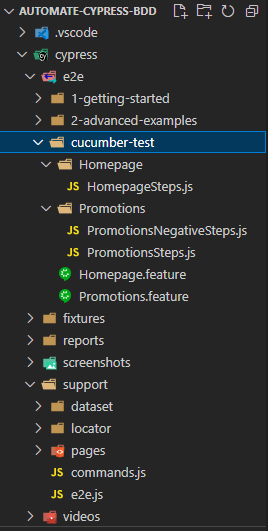 AUTOMATE-CYPRESS-BDD
.vscode
cypress
e2e
1-getting-started
2-advanced-examples
cucumber-test
Homepage
JS HomepageSteps.js
Promotions
JS PromotionsNegativeSteps.js
JS PromotionsSteps.js
Homepage.feature
Promotions.feature
fixtures
reports
screenshots
support
dataset
locator
pages
JS commands.js
JS e2e.js
videos